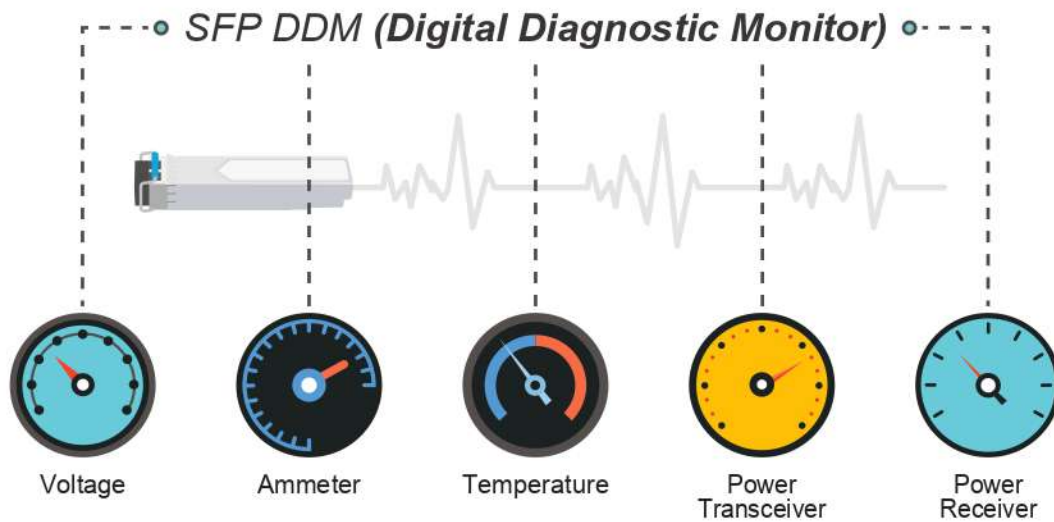 SFP DDM (Digital Diagnostic Monitor)
Voltage
Ammeter
Temperature
Power
Transceiver
Power
Receiver